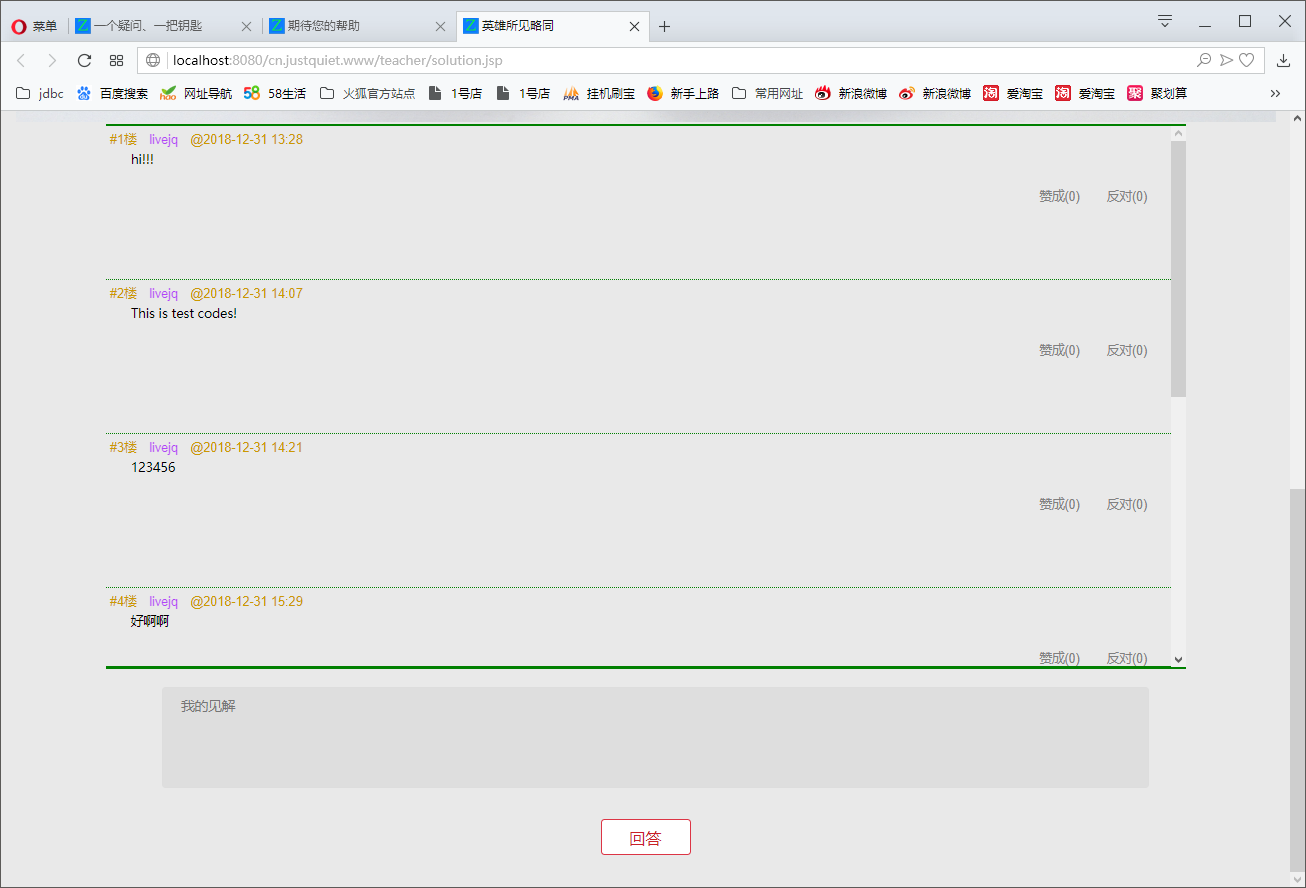 菜单 一个疑问、一把钥匙 期待您的帮助 英雄所见略同
localhost:8080/cn.justquiet.www/teacher/solution.jsp
jdbc 百度搜索 网址导航 58生活 火狐官方站点 1号店 1号店 挂机刷宝 新手上路 常用网址 新浪微博 新浪微博 爱淘宝 爱淘宝 聚划算
#1楼 livejq @2018-12-31 13:28
hi!!!
赞成(0) 反对(0)
#2楼 livejq @2018-12-31 14:07
This is test codes!
赞成(0) 反对(0)
#3楼 livejq @2018-12-31 14:21
123456
赞成(0) 反对(0)
#4楼 livejq @2018-12-31 15:29
好啊啊
赞成(0) 反对(0)
我的见解
回答